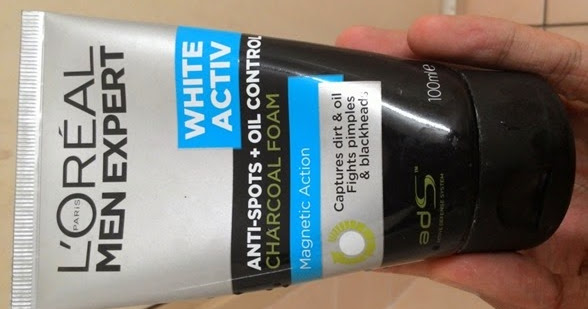 L'ORÉAL
PARIS
MEN EXPERT
WHITE
ACTIV
ANTI-SPOTS + OIL CONTROL
CHARCOAL FOAM
Magnetic Action
Captures dirt & oil
Fights pimples
& blackheads
100ml e
adS™